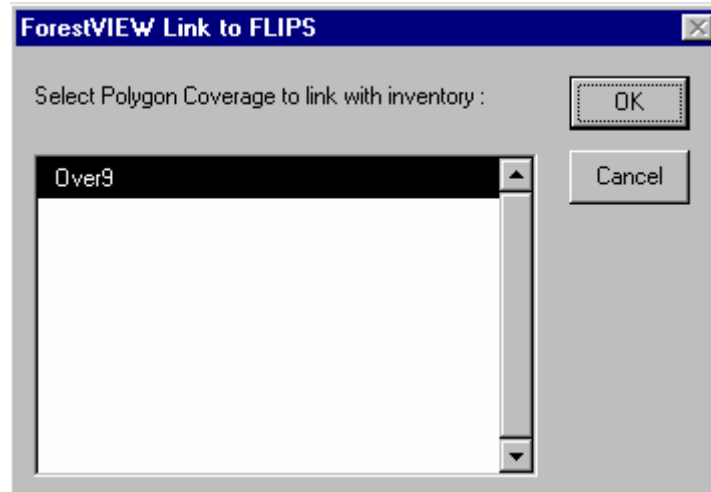 ForestVIEW Link to FLIPS
Select Polygon Coverage to link with inventory :
OK
Over9
Cancel